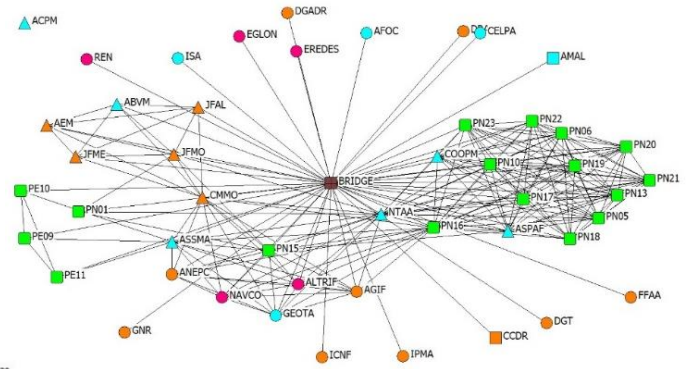 DGADR
ACPM
EGLON
AFOC
CELPA
EREDES
REN
ISA
AMAL
ABVM
JFAL
AEM
PN23
PN22
PN06
PN20
JFME
JFMO
COOPM
PN10
PN19
PN21
BRIDGE
PE10
CMMO
PN17
PN13
PN01
NTAA
PN05
PE09
ASSMA
PN15
PN16
ASPAF
PN18
PE11
ANEPC
ALTRIF
AGIF
NAVCO
FFAA
GEOTA
GNR
DGT
CCDR
ICNF
IPMA